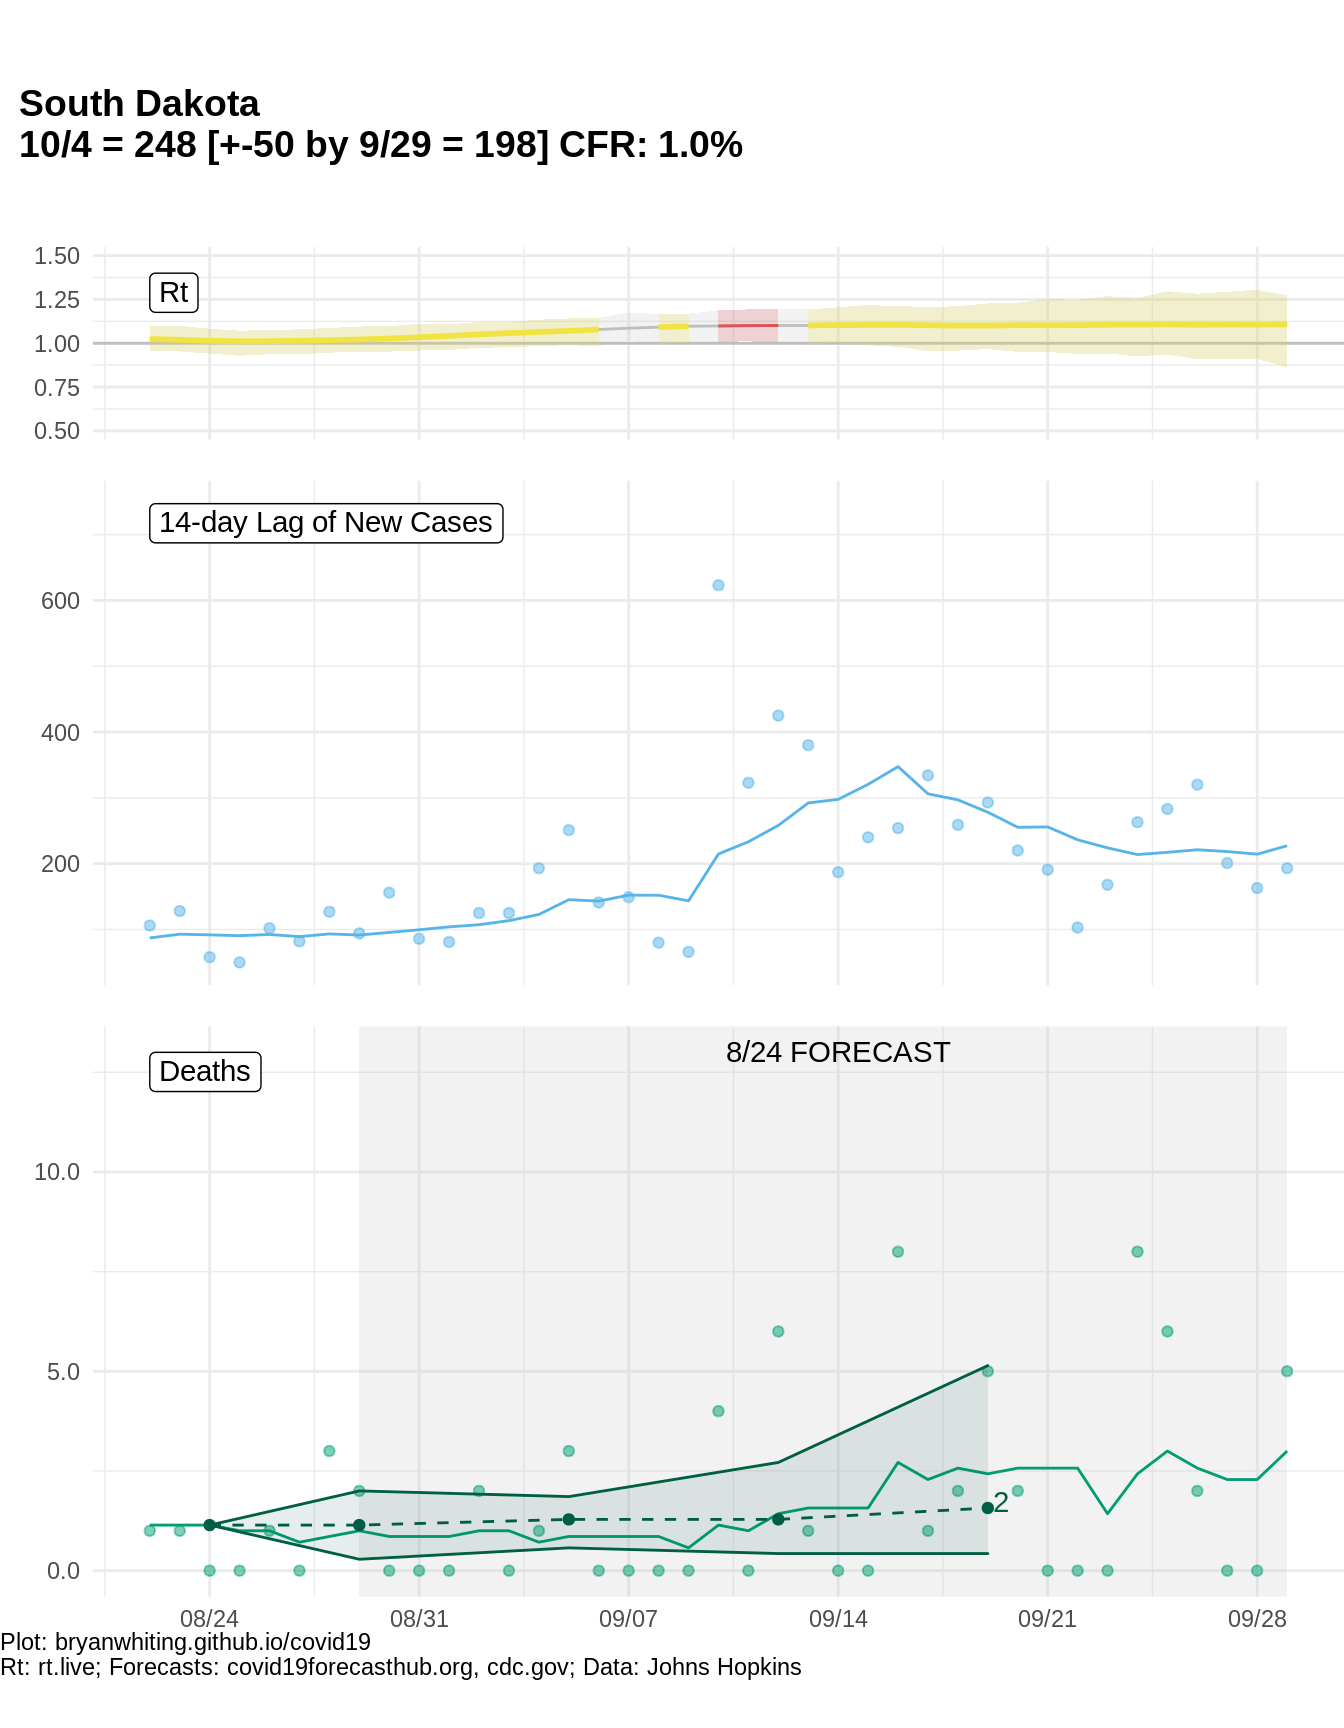 South Dakota
10/4 = 248 [+-50 by 9/29 = 198] CFR: 1.0%
1.50
Rt
1.25
1.00
0.75
0.50
14-day Lag of New Cases
600
400
200
8/24 FORECAST
Deaths
10.0
5.0
2
0.0
08/24 08/31 09/07 09/14 09/21 09/28
Plot: bryanwhiting.github.io/covid19
Rt: rt.live; Forecasts: covid19forecasthub.org, cdc.gov; Data: Johns Hopkins